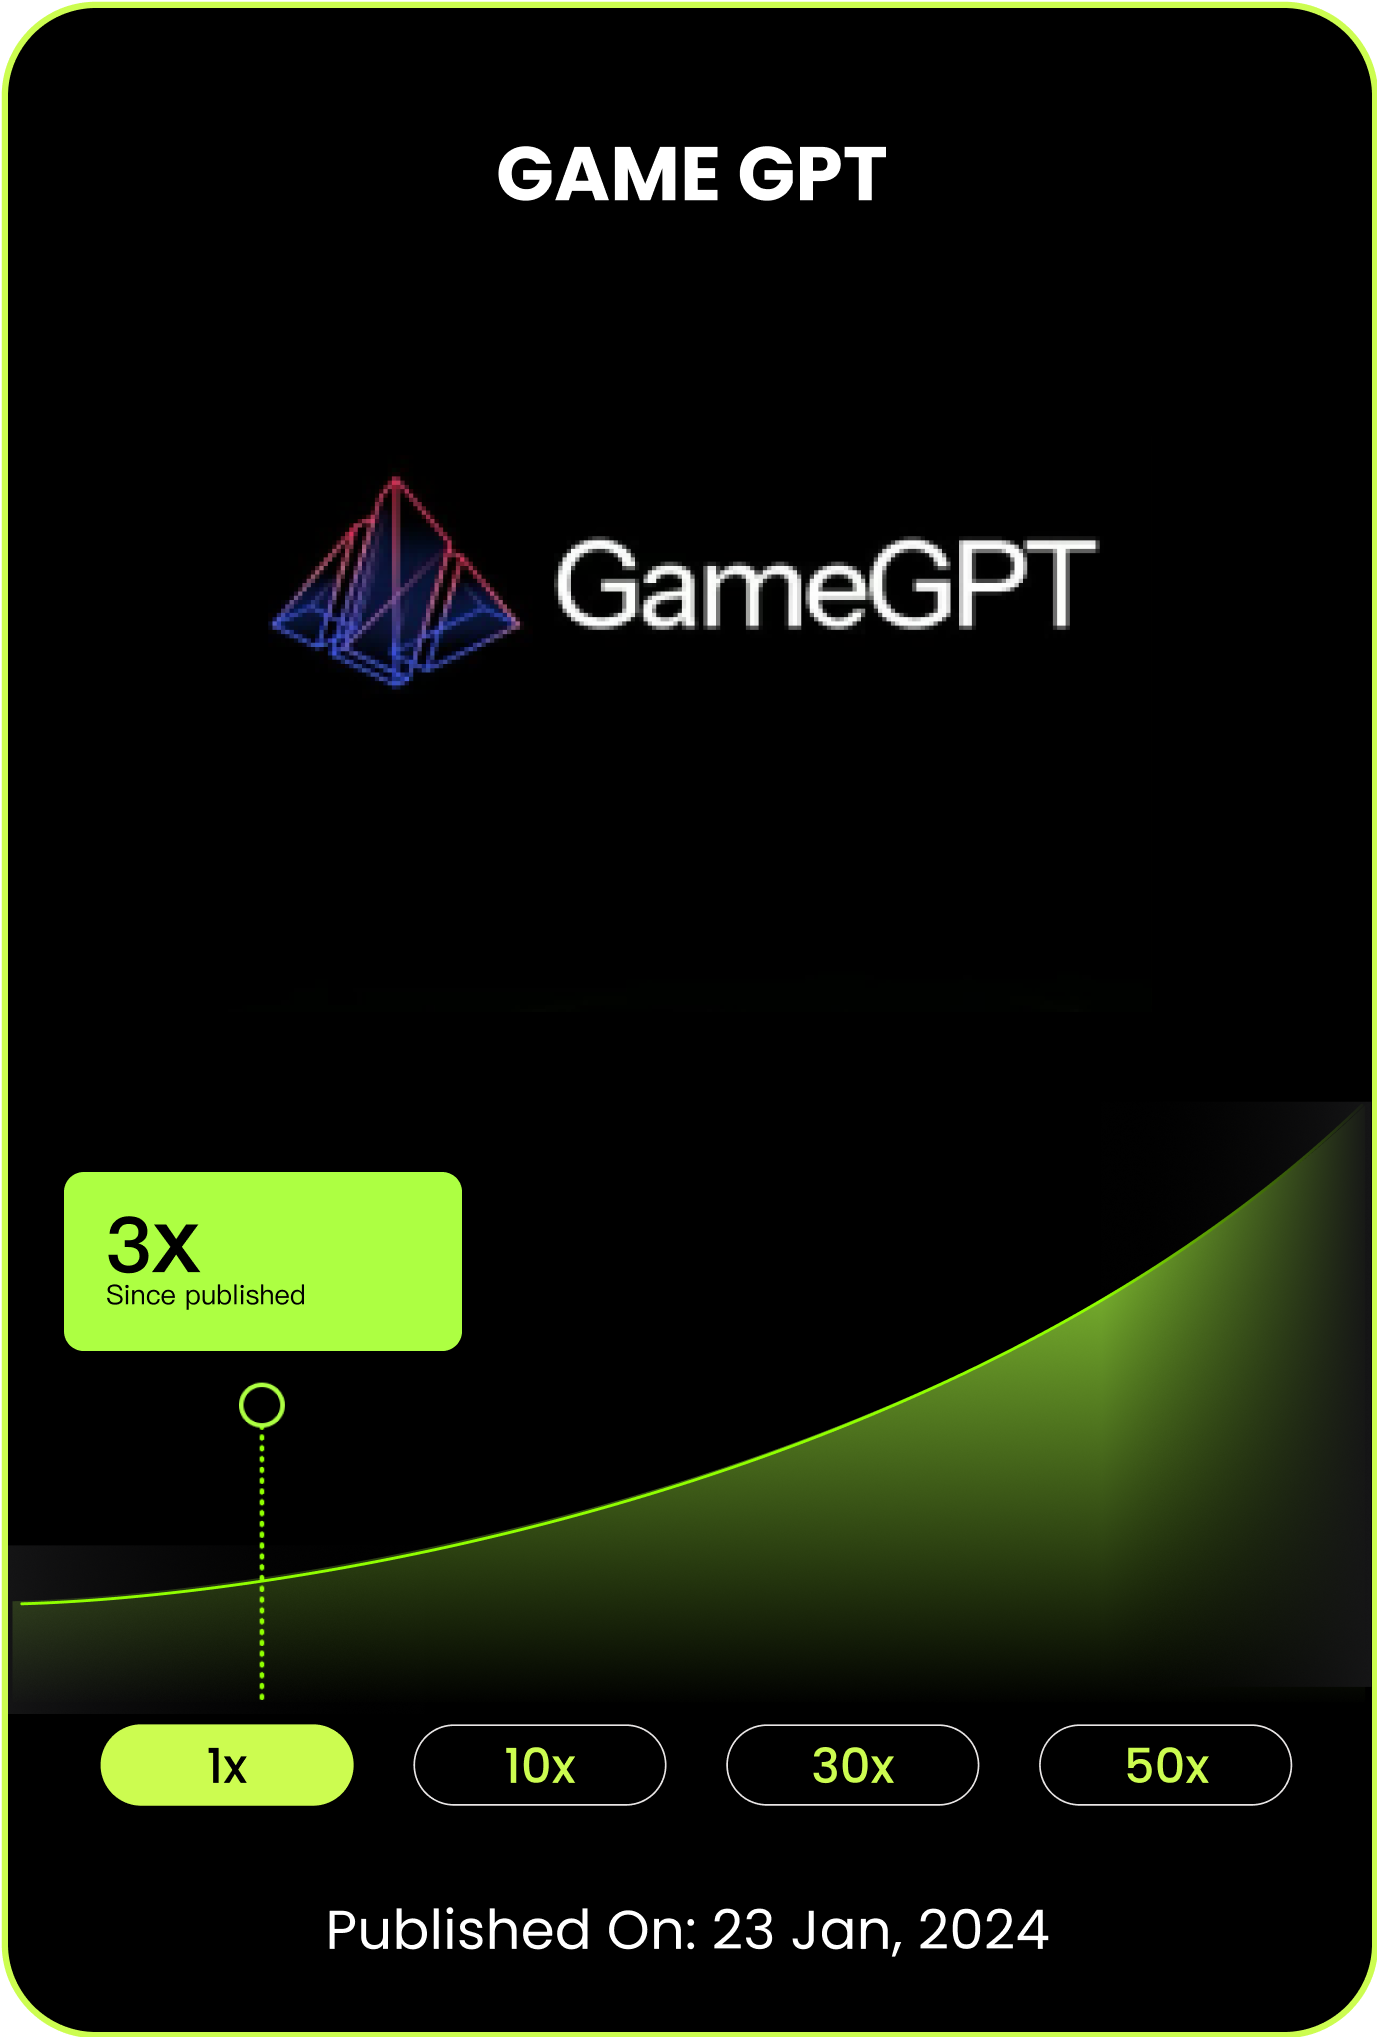 GAME GPT
GameGPT
3x
Since published
1x
10x
30x
50x
Published On: 23 Jan, 2024